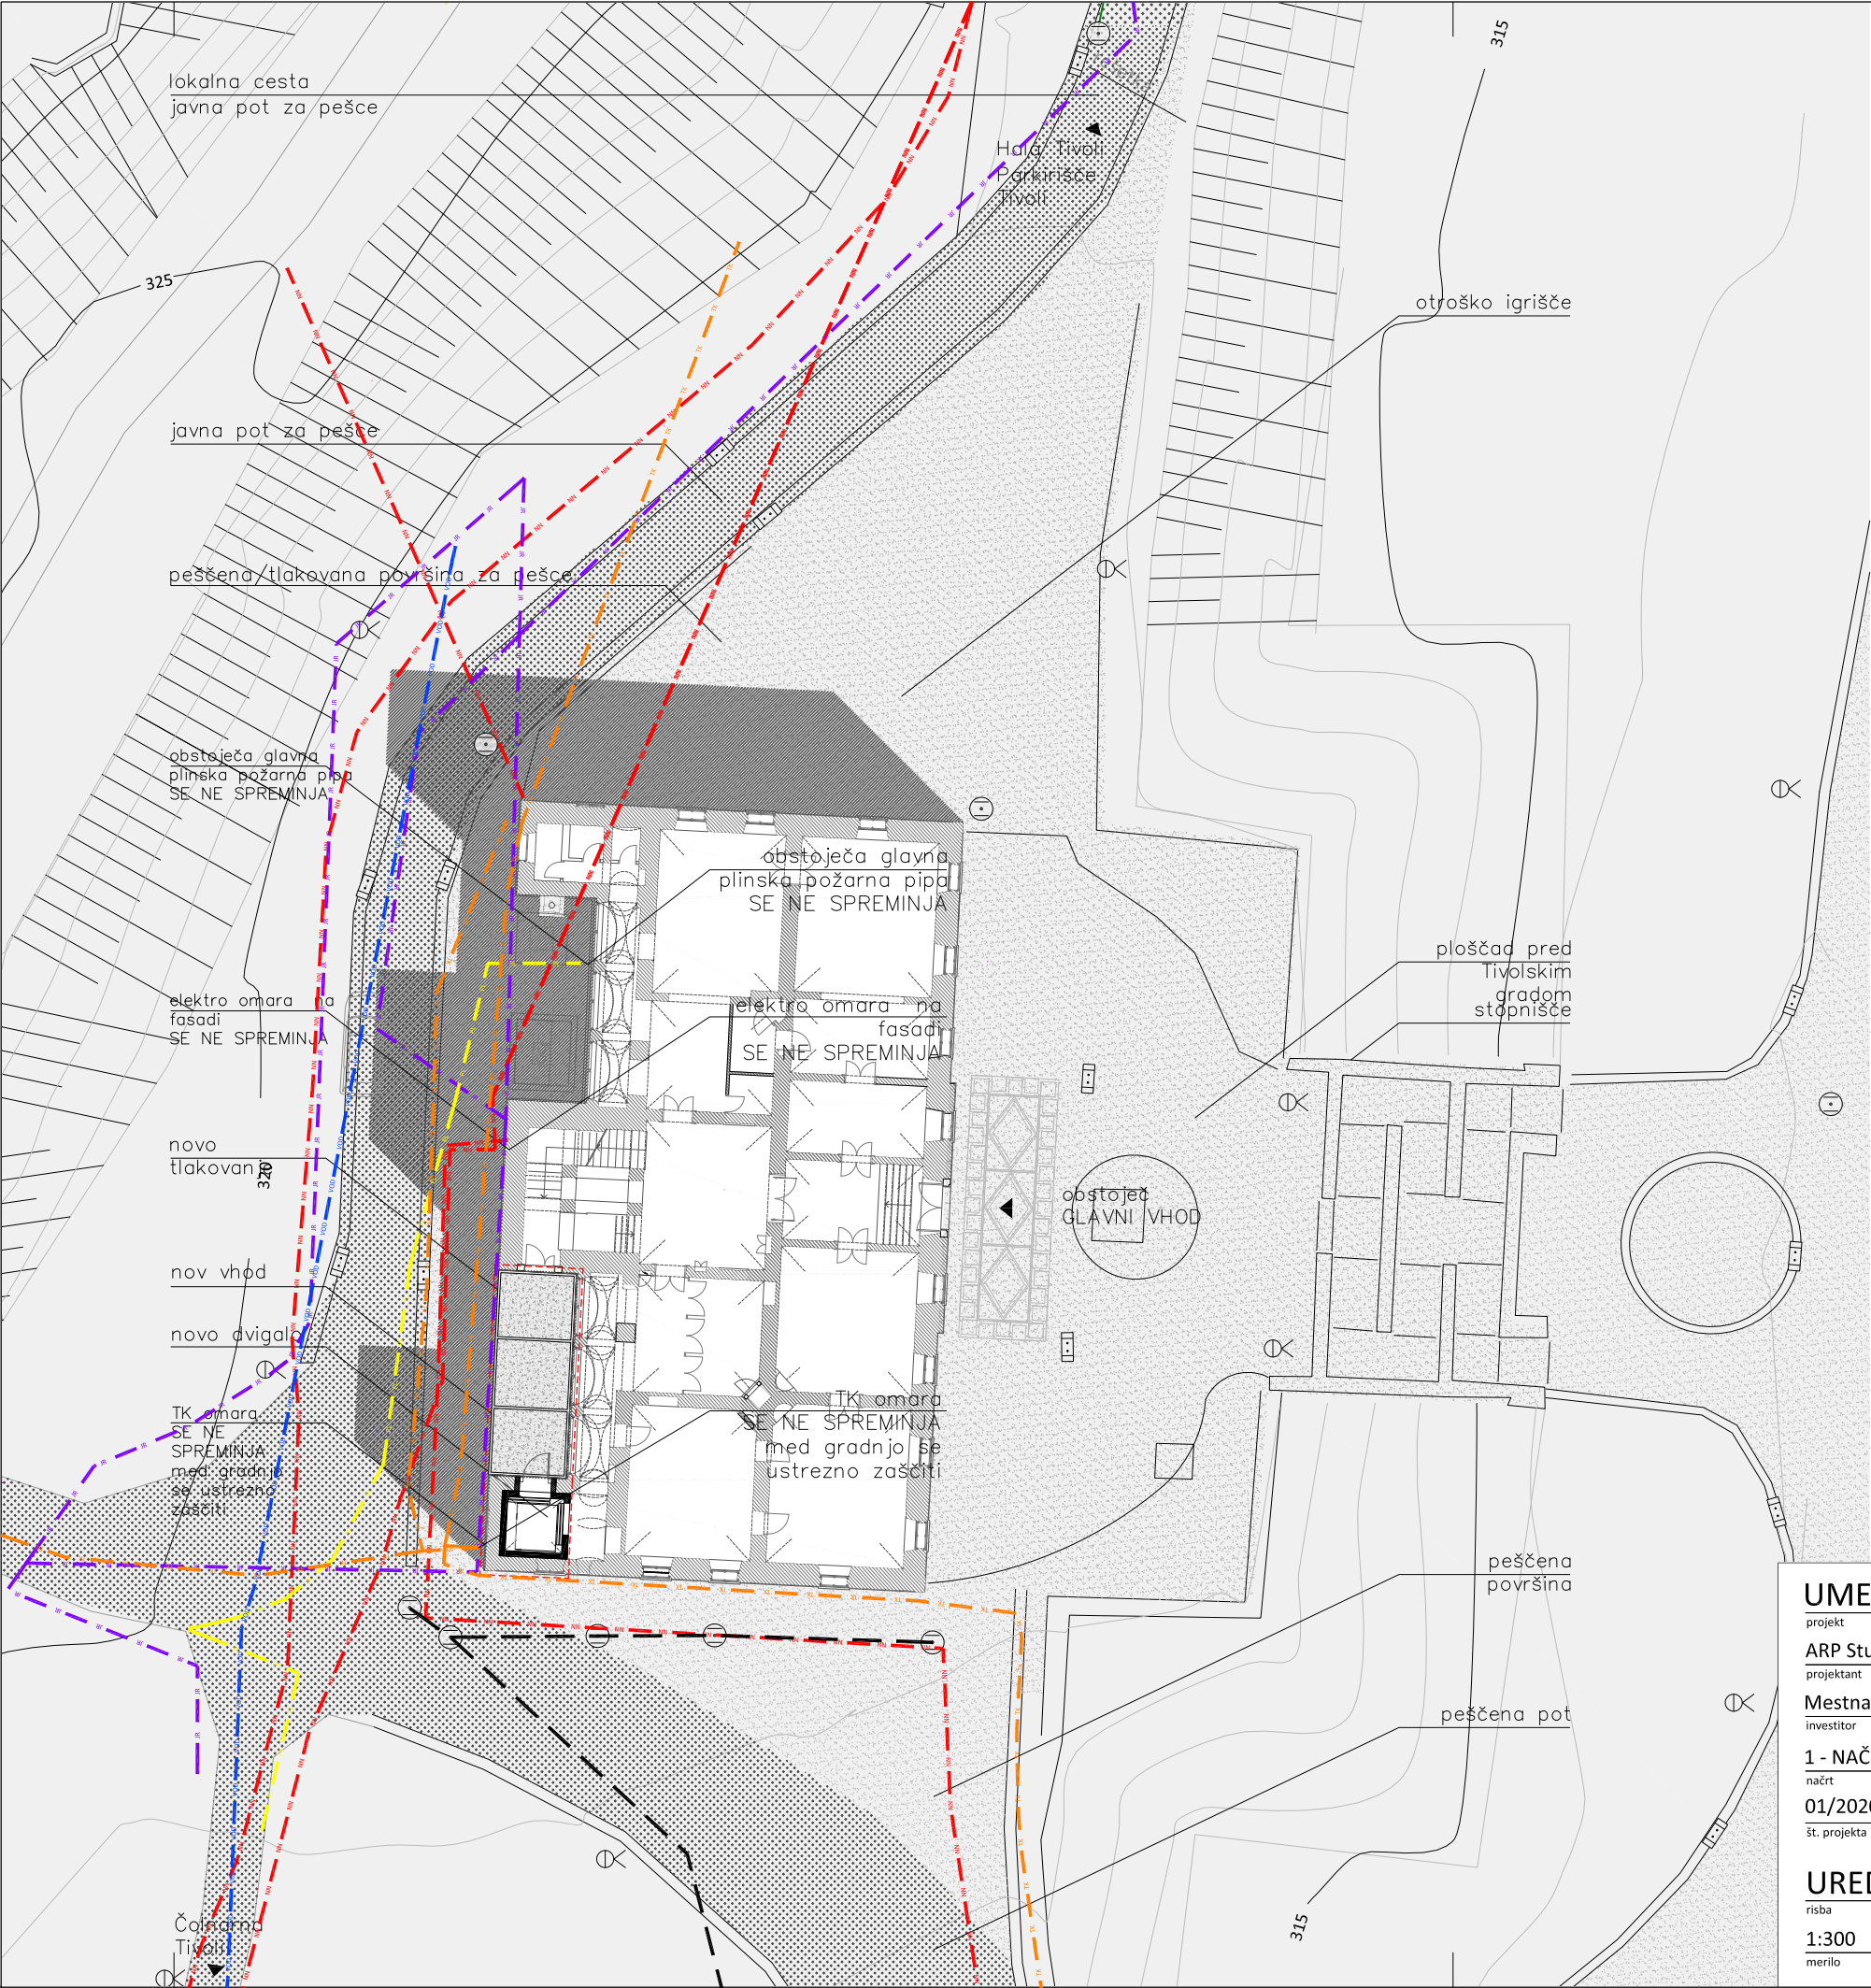 315
lokalna cesta
javna pot za pešce
Hala Tivoli
Parkirišče
Tivoli
325
otroško igrišče
javna pot za pešce
peščena/tlakovana površina za pešce
obstoječa glavna
plinska požarna pipa
SE NE SPREMINJA
obstoječa glavna
plinska požarna pipa
SE NE SPREMINJA
ploščad pred
Tivolskim
gradom
stopnišče
elektro omara na
fasadi
SE NE SPREMINJA
elektro omara na
fasadi
SE NE SPREMINJA
novo
tlakovanje
320
obstoječ
GLAVNI VHOD
nov vhod
novo dvigalo
TK omara
SE NE SPREMINJA
med gradnjo se
ustrezno zaščiti
TK omara
SE NE
SPREMINJA
med gradnjo
se ustrezno
zaščiti
peščena
površina
peščena pot
315
Čolnarna
Tivoli
UME
projekt
ARP Stu
projektant
Mestna
investitor
1 - NAČ
načrt
01/2020
št. projekta
URED
risba
1:300
merilo